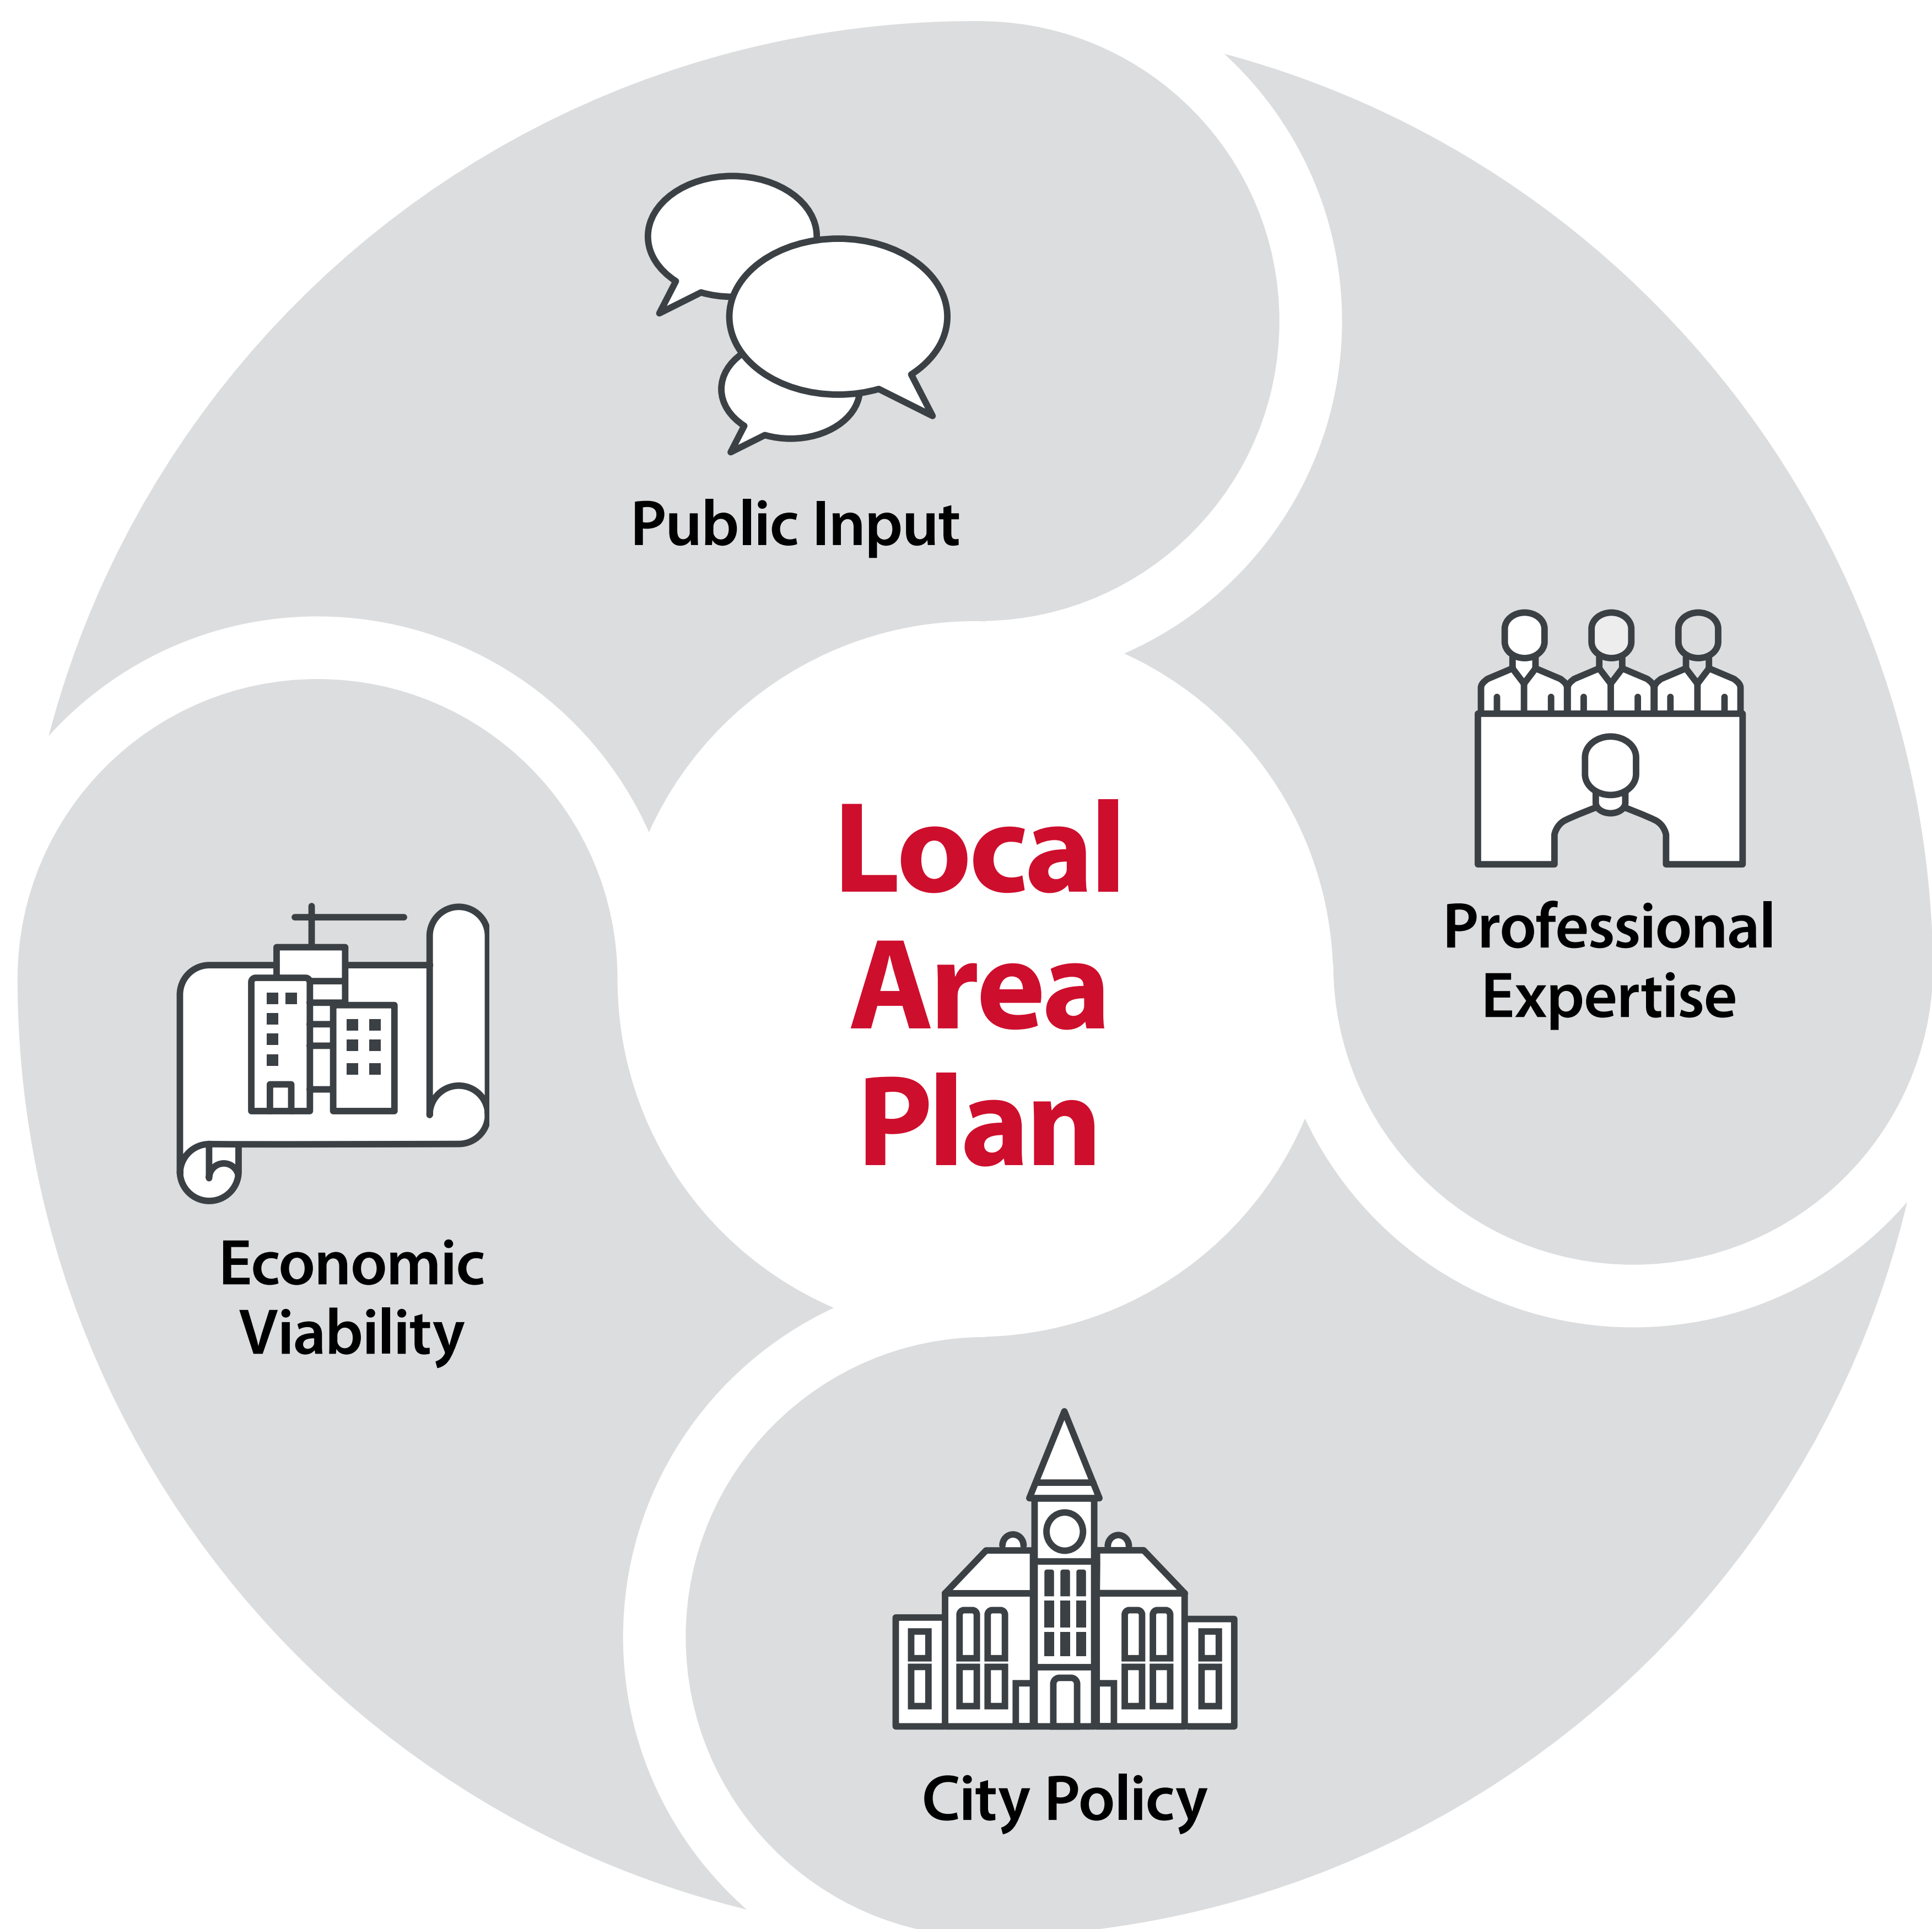 Public Input
Professional
Expertise
Local
Area
Plan
Economic
Viability
City Policy